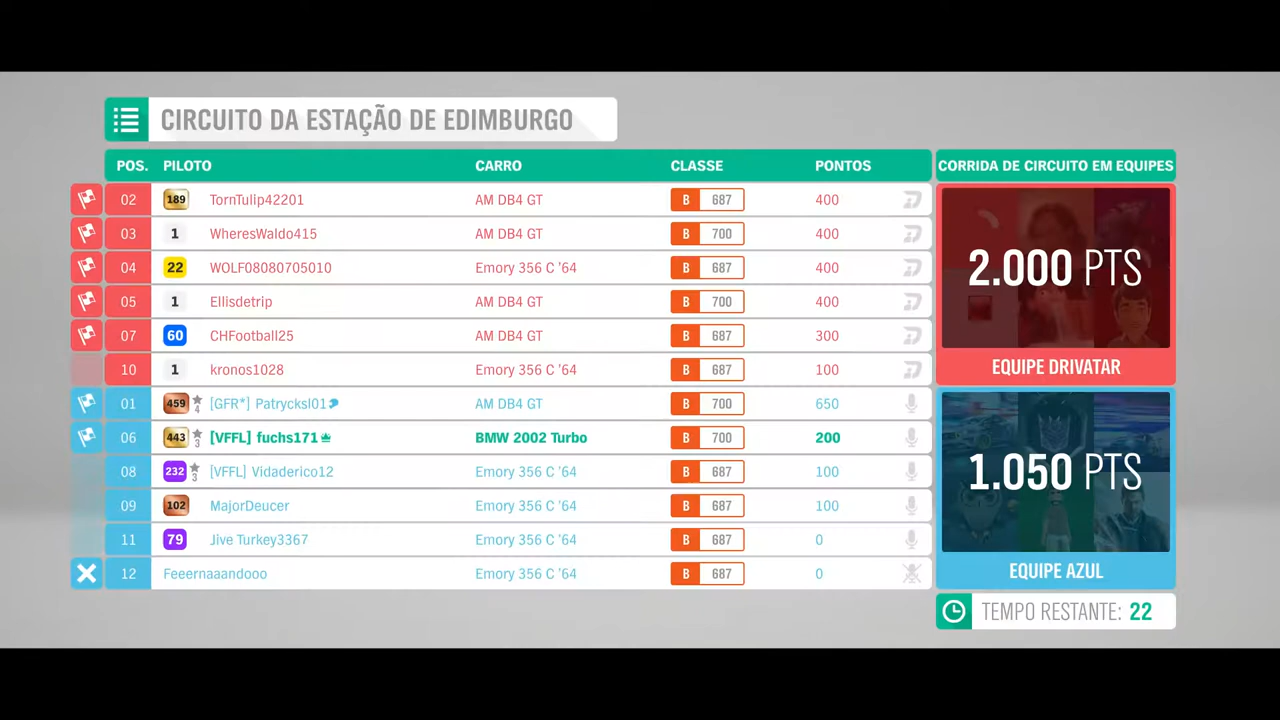 CIRCUITO DA ESTAÇÃO DE EDIMBURGO
POS. PILOTO CARRO CLASSE PONTOS
02 189 TornTulip42201 AM DB4 GT B 687 400
03 1 WheresWaldo415 AM DB4 GT B 700 400
04 22 WOLF08080705010 Emory 356 C '64 B 687 400
05 1 Ellisdetrip AM DB4 GT B 700 400
07 60 CHFootball25 AM DB4 GT B 687 300
10 1 kronos1028 Emory 356 C '64 B 687 100
01 459 4 [GFR*] Patrycksl01 AM DB4 GT B 700 650
06 443 3 [VFFL] fuchs171 BMW 2002 Turbo B 700 200
08 232 3 [VFFL] Vidaderico12 Emory 356 C '64 B 687 100
09 102 MajorDeucer Emory 356 C '64 B 687 100
11 79 Jive Turkey3367 Emory 356 C '64 B 687 0
12 Feeernaaandooo Emory 356 C '64 B 687 0
CORRIDA DE CIRCUITO EM EQUIPES
2.000 PTS
EQUIPE DRIVATAR
1.050 PTS
EQUIPE AZUL
TEMPO RESTANTE: 22